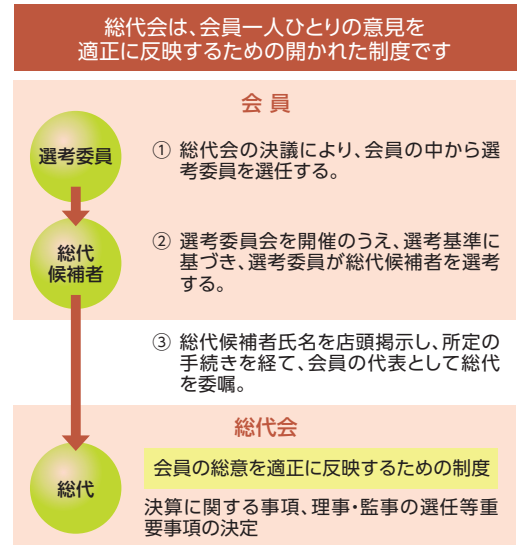 総代会は、会員一人ひとりの意見を
適正に反映するための開かれた制度です
会 員
選考委員
① 総代会の決議により、会員の中から選
考委員を選任する。
総代
候補者
② 選考委員会を開催のうえ、選考基準に
基づき、選考委員が総代候補者を選考
する。
③ 総代候補者氏名を店頭掲示し、所定の
手続きを経て、会員の代表として総代
を委嘱。
総代会
総代
会員の総意を適正に反映するための制度
決算に関する事項、理事・監事の選任等重
要事項の決定